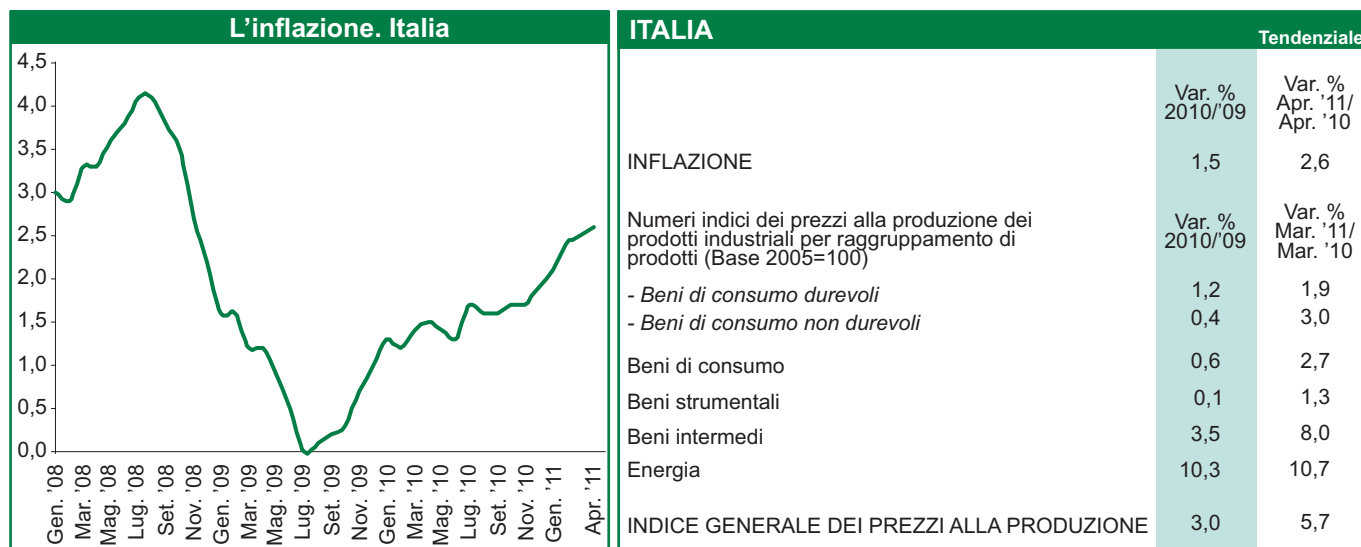 L'inflazione. Italia
4,5
4,0
3,5
3,0
2,5
2,0
1,5
1,0
0,5
0,0
Gen. '08
Mar. '08
Mag. '08
Lug. '08
Set. '08
Nov. '08
Gen. '09
Mar. '09
Mag. '09
Lug. '09
Set. '09
Nov. '09
Gen. '10
Mar. '10
Mag. '10
Lug. '10
Set. '10
Nov. '10
Gen. '11
Apr. '11
ITALIA
Tendenziale
Var. %
2010/'09
Var. %
Apr. '11/
Apr. '10
INFLAZIONE 1,5 2,6
Numeri indici dei prezzi alla produzione dei
prodotti industriali per raggruppamento di
prodotti (Base 2005=100)
Var. %
2010/'09
Var. %
Mar. '11/
Mar. '10
- Beni di consumo durevoli 1,2 1,9
- Beni di consumo non durevoli 0,4 3,0
Beni di consumo 0,6 2,7
Beni strumentali 0,1 1,3
Beni intermedi 3,5 8,0
Energia 10,3 10,7
INDICE GENERALE DEI PREZZI ALLA PRODUZIONE 3,0 5,7